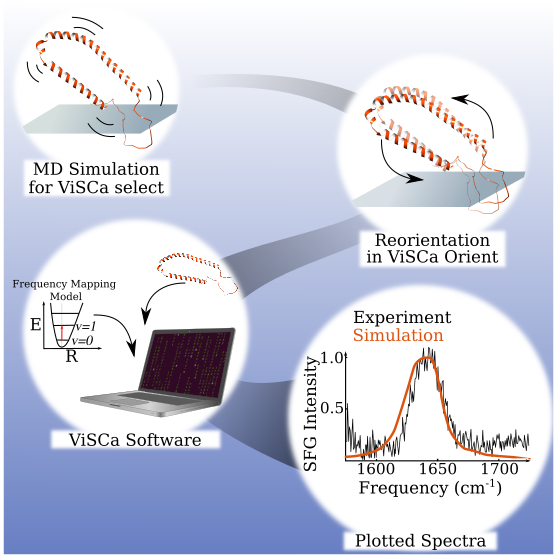 MD Simulation
for ViSCa select
Reorientation
in ViSCa Orient
Frequency Mapping
Model
E
v=1
v=0
R
ViSCa Software
Experiment
Simulation
1.0
0.5
SFG Intensity
1600
1650
1700
Frequency (cm⁻¹)
Plotted Spectra